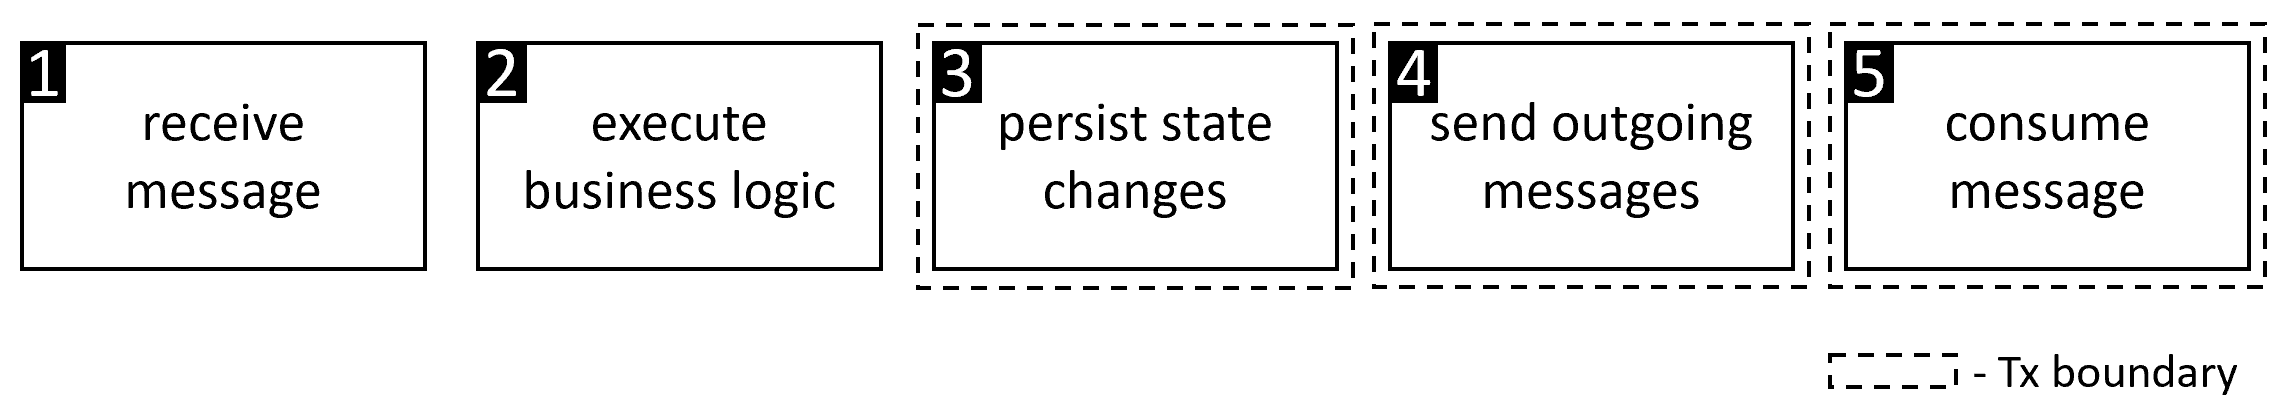 1
receive
message
2
execute
business logic
3
persist state
changes
4
send outgoing
messages
5
consume
message
- Tx boundary